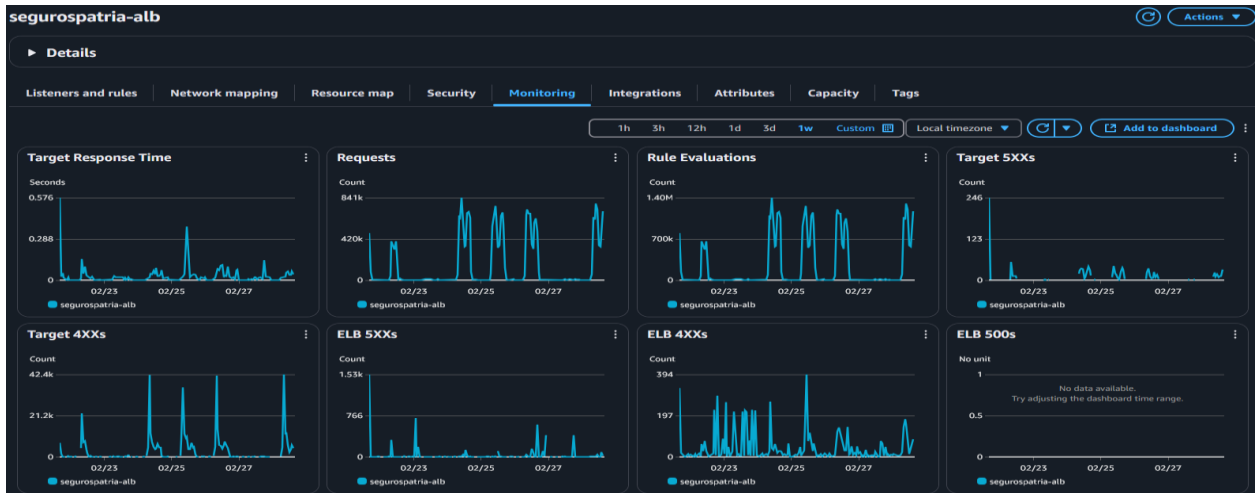 segurospatria-alb
Actions
Details
Listeners and rules
Network mapping
Resource map
Security
Monitoring
Integrations
Attributes
Capacity
Tags
1h 3h 12h 1d 3d 1w Custom
Local timezone
Add to dashboard
Target Response Time
Seconds
0.576
0.288
0
02/23 02/25 02/27
segurospatria-alb
Requests
Count
841k
420k
0
02/23 02/25 02/27
segurospatria-alb
Rule Evaluations
Count
1.40M
700k
0
02/23 02/25 02/27
segurospatria-alb
Target 5XXs
Count
246
123
0
02/23 02/25 02/27
segurospatria-alb
Target 4XXs
Count
42.4k
21.2k
0
02/23 02/25 02/27
segurospatria-alb
ELB 5XXs
Count
1.53k
766
0
02/23 02/25 02/27
segurospatria-alb
ELB 4XXs
Count
394
197
0
02/23 02/25 02/27
segurospatria-alb
ELB 500s
No unit
1
No data available.
Try adjusting the dashboard time range.
0.5
0
02/23 02/25 02/27
segurospatria-alb